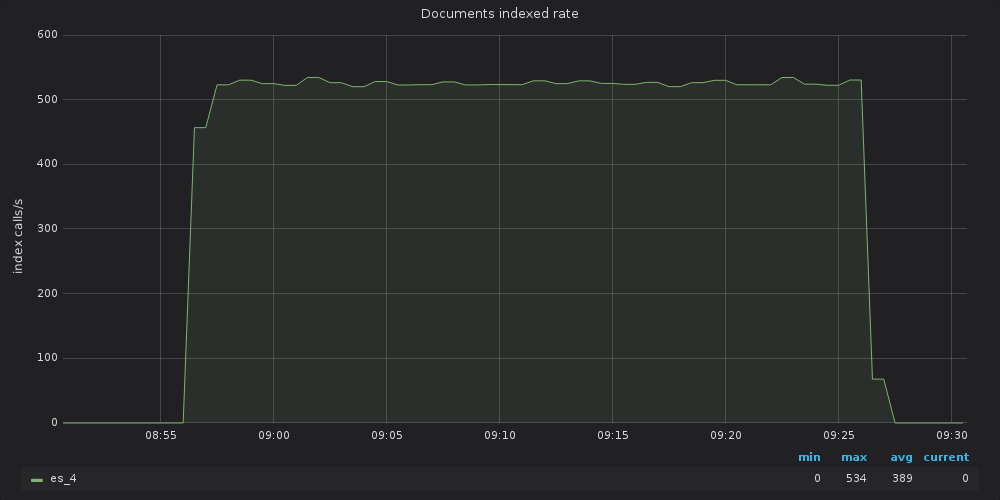 Documents indexed rate
600
500
400
300
200
100
0
index calls/s
08:55 09:00 09:05 09:10 09:15 09:20 09:25 09:30
min max avg current
es_4 0 534 389 0